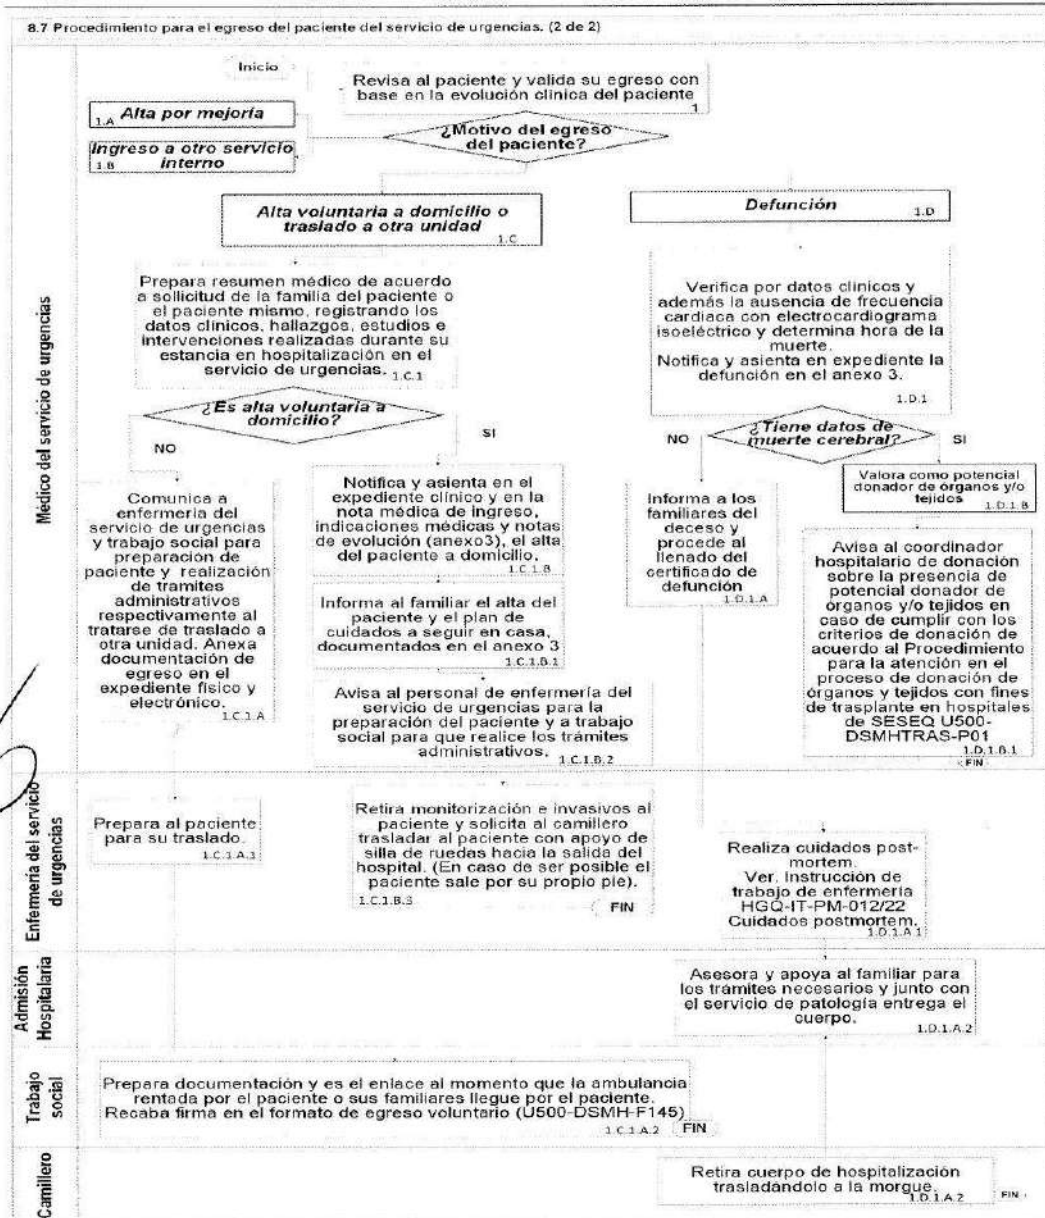 8.7 Procedimiento para el egreso del paciente del servicio de urgencias. (2 de 2)
Médico del servicio de urgencias
Inicio
Revisa al paciente y valida su egreso con
base en la evolución clínica del paciente
1
1.A Alta por mejoría
Ingreso a otro servicio
1.B interno
¿Motivo del egreso
del paciente?
Alta voluntaria a domicilio o
traslado a otra unidad
1.C
Defunción
1.D
Prepara resumen médico de acuerdo
a sollicitud de la familia del paciente o
el paciente mismo, registrando los
datos clínicos, hallazgos, estudios e
intervenciones realizadas durante su
estancia en hospitalización en el
servicio de urgencias. 1.C.1
Verifica por datos clínicos y
además la ausencia de frecuencia
cardiaca con electrocardiograma
isoeléctrico y determina hora de la
muerte.
Notifica y asienta en expediente la
defunción en el anexo 3.
1.D.1
¿Es alta voluntaria a
domicilio?
NO
SI
¿Tiene datos de
muerte cerebral?
NO
SI
Comunica a
enfermería del
servicio de urgencias
y trabajo social para
preparación de
paciente y realización
de tramites
administrativos
respectivamente al
tratarse de traslado a
otra unidad. Anexa
documentación de
egreso en el
expediente físico y
electrónico.
1.C.1.A
Notifica y asienta en el
expediente clínico y en la
nota médica de ingreso,
indicaciones médicas y notas
de evolución (anexo3), el alta
del paciente a domicilio.
1.C.1.B
Informa al familiar el alta del
paciente y el plan de
cuidados a seguir en casa,
documentados en el anexo 3
1.C.1.B.1
Avisa al personal de enfermería del
servicio de urgencias para la
preparación del paciente y a trabajo
social para que realice los trámites
administrativos.
1.C.1.B.2
Informa a los
familiares del
deceso y
procede al
llenado del
certificado de
defunción
1.D.1.A
Valora como potencial
donador de órganos y/o
tejidos
1.D.1.B
Avisa al coordinador
hospitalario de donación
sobre la presencia de
potencial donador de
órganos y/o tejidos en
caso de cumplir con los
criterios de donación de
acuerdo al Procedimiento
para la atención en el
proceso de donación de
órganos y tejidos con fines
de trasplante en hospitales
de SESEQ U500-
DSMHTRAS-P01
1.D.1.B.1
FIN
Enfermería del servicio
de urgencias
Prepara al paciente
para su traslado.
1.C.1.A.1
Retira monitorización e invasivos al
paciente y solicita al camillero
trasladar al paciente con apoyo de
silla de ruedas hacia la salida del
hospital. (En caso de ser posible el
paciente sale por su propio pie).
1.C.1.B.3
FIN
Realiza cuidados post-
mortem.
Ver. Instrucción de
trabajo de enfermería
HGQ-IT-PM-012/22
Cuidados postmortem.
1.D.1.A.1
Admisión
Hospitalaria
Asesora y apoya al familiar para
los trámites necesarios y junto con
el servicio de patología entrega el
cuerpo.
1.D.1.A.2
Trabajo
social
Prepara documentación y es el enlace al momento que la ambulancia
rentada por el paciente o sus familiares llegue por el paciente.
Recaba firma en el formato de egreso voluntario (U500-DSMH-F145)
1.C.1.A.2
FIN
Camillero
Retira cuerpo de hospitalización
trasladándolo a la morgue.
1.D.1.A.2
FIN